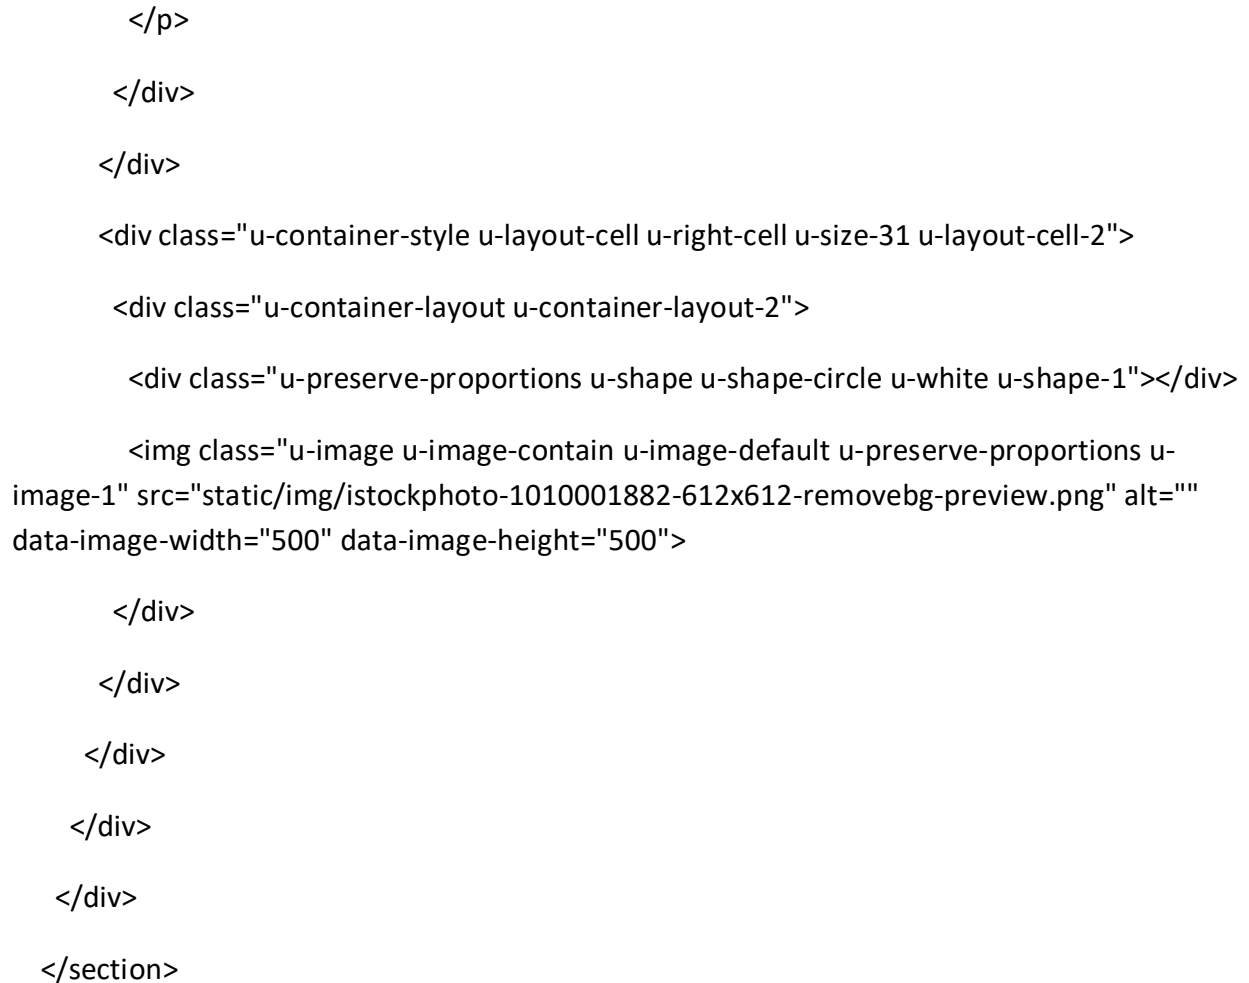 </p>
</div>
</div>
<div class="u-container-style u-layout-cell u-right-cell u-size-31 u-layout-cell-2">
<div class="u-container-layout u-container-layout-2">
<div class="u-preserve-proportions u-shape u-shape-circle u-white u-shape-1"></div>
<img class="u-image u-image-contain u-image-default u-preserve-proportions u-
image-1" src="static/img/istockphoto-1010001882-612x612-removebg-preview.png" alt=""
data-image-width="500" data-image-height="500">
</div>
</div>
</div>
</div>
</div>
</section>